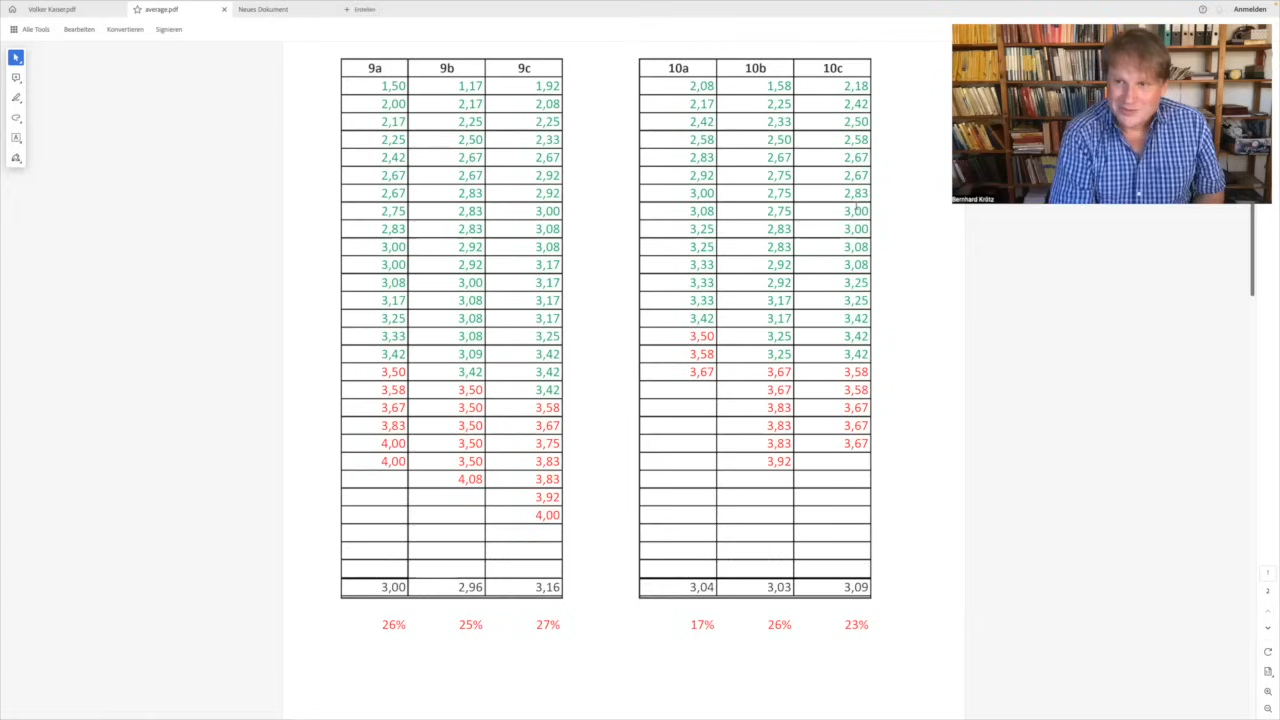 Volker Kaiser.pdf average.pdf Neues Dokument Erstellen Anmelden
Alle Tools Bearbeiten Konvertieren Signieren
9a 9b 9c 10a 10b 10c
1,50 1,17 1,92 2,08 1,58 2,18
2,00 2,17 2,08 2,17 2,25 2,42
2,17 2,25 2,25 2,42 2,33 2,50
2,25 2,50 2,33 2,58 2,50 2,58
2,42 2,67 2,67 2,83 2,67 2,67
2,67 2,67 2,92 2,92 2,75 2,67
2,67 2,83 2,92 3,00 2,75 2,83
Bernhard Krötz
2,75 2,83 3,00 3,08 2,75 3,00
2,83 2,83 3,08 3,25 2,83 3,00
3,00 2,92 3,08 3,25 2,83 3,08
3,00 2,92 3,17 3,33 2,92 3,08
3,08 3,00 3,17 3,33 2,92 3,25
3,17 3,08 3,17 3,33 3,17 3,25
3,25 3,08 3,17 3,42 3,17 3,42
3,33 3,08 3,25 3,50 3,25 3,42
3,42 3,09 3,42 3,58 3,25 3,42
3,50 3,42 3,42 3,67 3,67 3,58
3,58 3,50 3,42 3,67 3,58
3,67 3,50 3,58 3,83 3,67
3,83 3,50 3,67 3,83 3,67
4,00 3,50 3,75 3,83 3,67
4,00 3,50 3,83 3,92
4,08 3,83
3,92
4,00
3,00 2,96 3,16 3,04 3,03 3,09
26% 25% 27% 17% 26% 23%
1
2